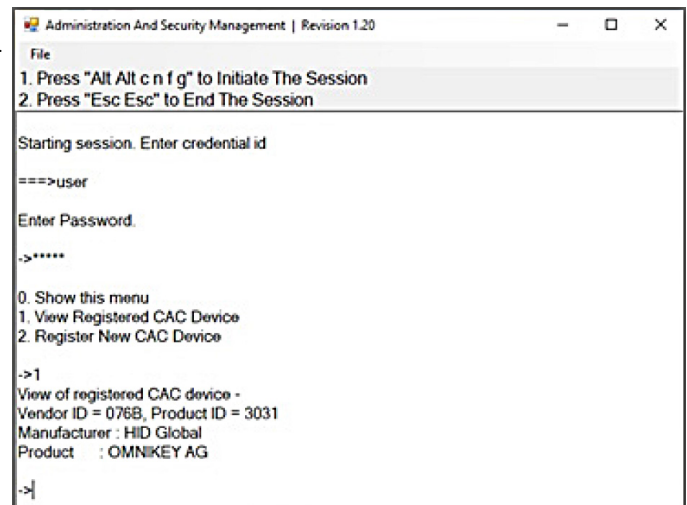 Administration And Security Management | Revision 1.20
File
1. Press "Alt Alt c n f g" to Initiate The Session
2. Press "Esc Esc" to End The Session
Starting session. Enter credential id
===>user
Enter Password.
->*****
0. Show this menu
1. View Registered CAC Device
2. Register New CAC Device
->1
View of registered CAC device -
Vendor ID = 076B, Product ID = 3031
Manufacturer : HID Global
Product : OMNIKEY AG
->